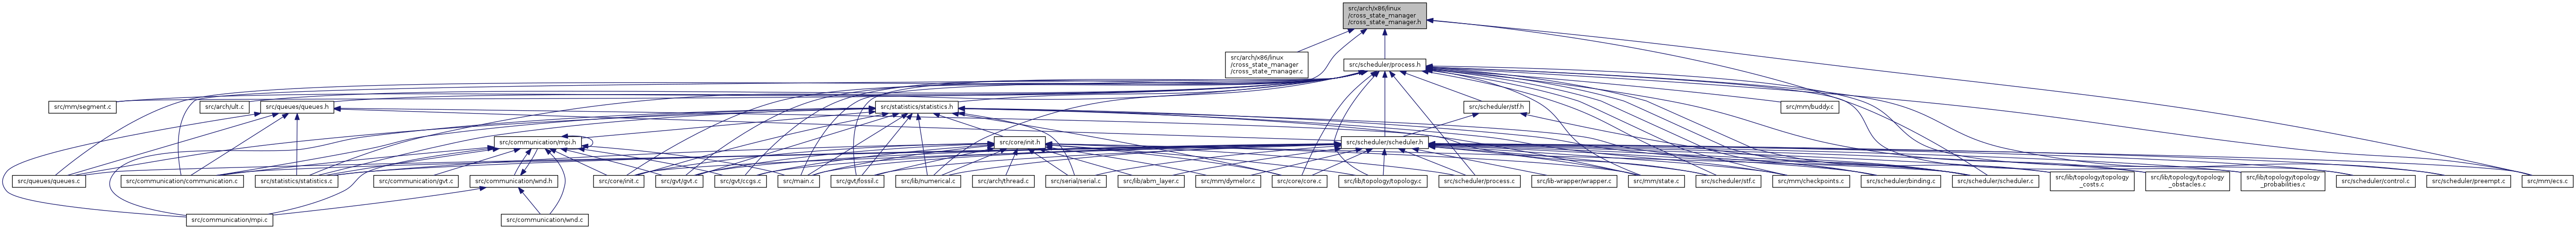 src/arch/x86/linux
/cross_state_manager
/cross_state_manager.h
src/arch/x86/linux
/cross_state_manager
/cross_state_manager.c
src/scheduler/process.h
src/mm/segment.c
src/arch/ult.c
src/queues/queues.h
src/statistics/statistics.h
src/scheduler/stf.h
src/mm/buddy.c
src/communication/mpi.h
src/core/init.h
src/scheduler/scheduler.h
src/queues/queues.c
src/communication/communication.c
src/statistics/statistics.c
src/communication/gvt.c
src/communication/wnd.h
src/core/init.c
src/gvt/gvt.c
src/gvt/ccgs.c
src/main.c
src/gvt/fossil.c
src/lib/numerical.c
src/arch/thread.c
src/serial/serial.c
src/lib/abm_layer.c
src/mm/dymelor.c
src/core/core.c
src/lib/topology/topology.c
src/scheduler/process.c
src/lib-wrapper/wrapper.c
src/mm/state.c
src/scheduler/stf.c
src/mm/checkpoints.c
src/scheduler/binding.c
src/scheduler/scheduler.c
src/lib/topology/topology
_costs.c
src/lib/topology/topology
_obstacles.c
src/lib/topology/topology
_probabilities.c
src/scheduler/control.c
src/scheduler/preempt.c
src/mm/ecs.c
src/communication/mpi.c
src/communication/wnd.c